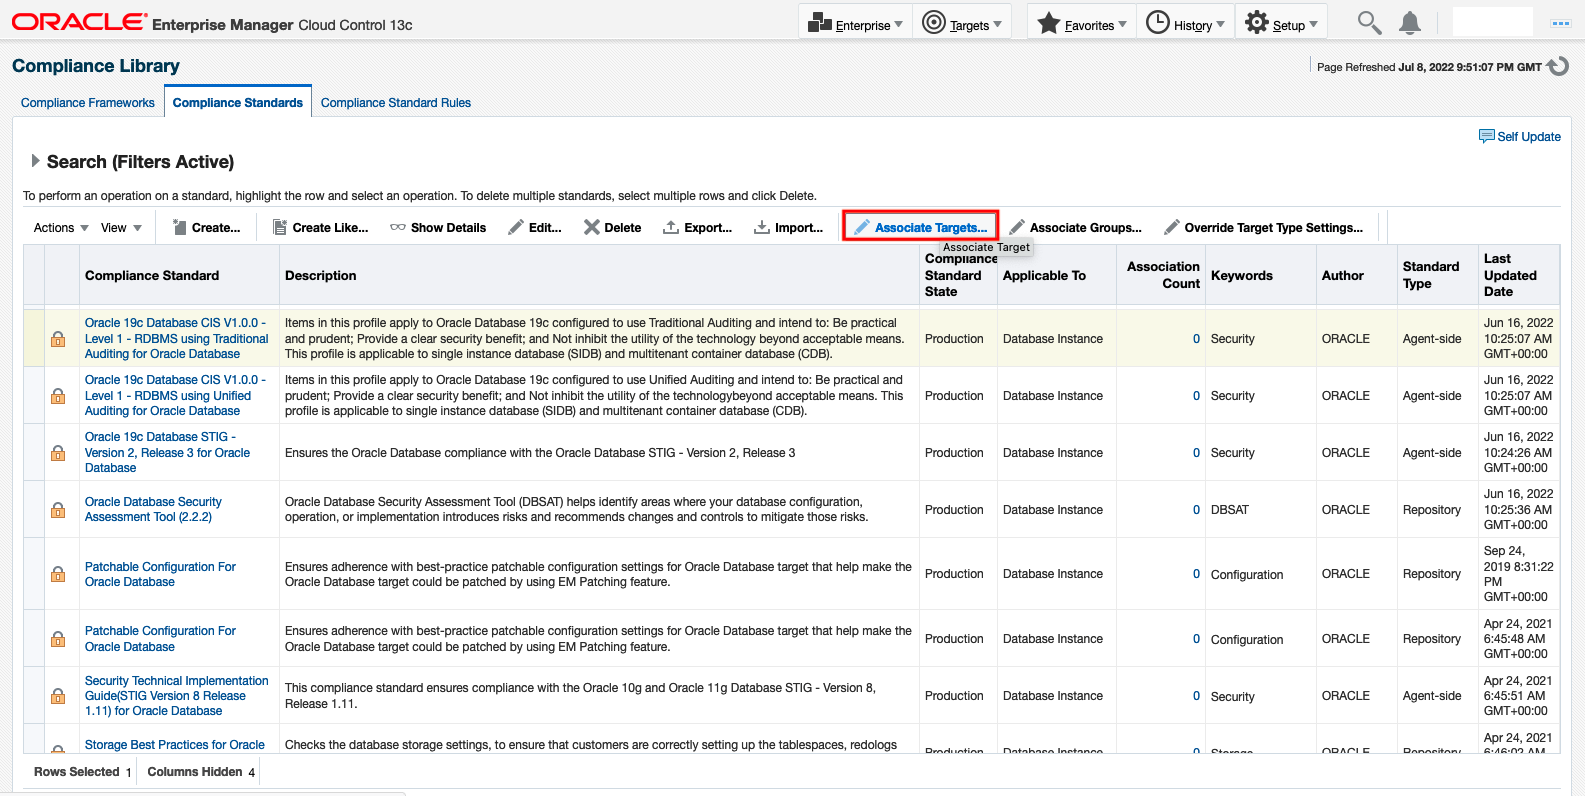 ORACLE® Enterprise Manager Cloud Control 13c
Enterprise ▼ Targets ▼ Favorites ▼ History ▼ Setup ▼
Compliance Library
Page Refreshed Jul 8, 2022 9:51:07 PM GMT
Compliance Frameworks Compliance Standards Compliance Standard Rules
Self Update
Search (Filters Active)
To perform an operation on a standard, highlight the row and select an operation. To delete multiple standards, select multiple rows and click Delete.
Actions ▼ View ▼ Create... Create Like... Show Details Edit... Delete Export... Import... Associate Targets... Associate Groups... Override Target Type Settings...
Associate Target
Compliance Standard
Description
Compliance
Standard
State
Applicable To
Association
Count
Keywords
Author
Standard
Type
Last
Updated
Date
Oracle 19c Database CIS V1.0.0 -
Level 1 - RDBMS using Traditional
Auditing for Oracle Database
Items in this profile apply to Oracle Database 19c configured to use Traditional Auditing and intend to: Be practical
and prudent; Provide a clear security benefit; and Not inhibit the utility of the technology beyond acceptable means.
This profile is applicable to single instance database (SIDB) and multitenant container database (CDB).
Production
Database Instance
0
Security
ORACLE
Agent-side
Jun 16, 2022
10:25:07 AM
GMT+00:00
Oracle 19c Database CIS V1.0.0 -
Level 1 - RDBMS using Unified
Auditing for Oracle Database
Items in this profile apply to Oracle Database 19c configured to use Unified Auditing and intend to: Be practical and
prudent; Provide a clear security benefit; and Not inhibit the utility of the technologybeyond acceptable means. This
profile is applicable to single instance database (SIDB) and multitenant container database (CDB).
Production
Database Instance
0
Security
ORACLE
Agent-side
Jun 16, 2022
10:25:07 AM
GMT+00:00
Oracle 19c Database STIG -
Version 2, Release 3 for Oracle
Database
Ensures the Oracle Database compliance with the Oracle Database STIG - Version 2, Release 3
Production
Database Instance
0
Security
ORACLE
Agent-side
Jun 16, 2022
10:24:26 AM
GMT+00:00
Oracle Database Security
Assessment Tool (2.2.2)
Oracle Database Security Assessment Tool (DBSAT) helps identify areas where your database configuration,
operation, or implementation introduces risks and recommends changes and controls to mitigate those risks.
Production
Database Instance
0
DBSAT
ORACLE
Repository
Jun 16, 2022
10:25:36 AM
GMT+00:00
Patchable Configuration For
Oracle Database
Ensures adherence with best-practice patchable configuration settings for Oracle Database target that help make the
Oracle Database target could be patched by using EM Patching feature.
Production
Database Instance
0
Configuration
ORACLE
Repository
Sep 24,
2019 8:31:22
PM
GMT+00:00
Patchable Configuration For
Oracle Database
Ensures adherence with best-practice patchable configuration settings for Oracle Database target that help make the
Oracle Database target could be patched by using EM Patching feature.
Production
Database Instance
0
Configuration
ORACLE
Repository
Apr 24, 2021
6:45:48 AM
GMT+00:00
Security Technical Implementation
Guide(STIG Version 8 Release
1.11) for Oracle Database
This compliance standard ensures compliance with the Oracle 10g and Oracle 11g Database STIG - Version 8,
Release 1.11.
Production
Database Instance
0
Security
ORACLE
Agent-side
Apr 24, 2021
6:45:51 AM
GMT+00:00
Storage Best Practices for Oracle
Checks the database storage settings, to ensure that customers are correctly setting up the tablespaces, redologs
Production
Database Instance
0
Storage
ORACLE
Repository
Apr 24, 2021
6:46:02 AM
Rows Selected 1 Columns Hidden 4